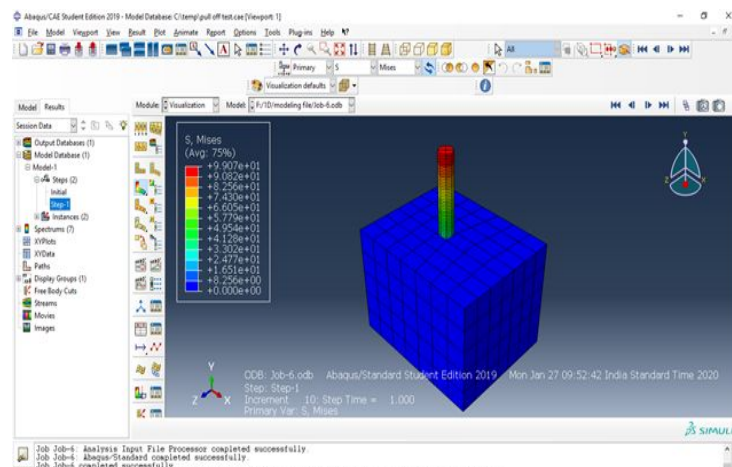 Abaqus/CAE Student Edition 2019 - Model Database: C:\temp\pull off test.cae [Viewport: 1]
File Model Viewport View Result Plot Animate Report Options Tools Plug-ins Help
All
Primary S Mises
Visualization defaults
Model Results Module: Visualization Model: F:/1D/modeling file/Job-6.odb
Session Data
Output Databases (1)
Model Database (1)
Model-1
Steps (2)
Initial
Step-1
Instances (2)
Spectrums (7)
XYPlots
XYData
Paths
Display Groups (1)
Free Body Cuts
Streams
Movies
Images
S, Mises
(Avg: 75%)
+9.907e+01
+9.082e+01
+8.256e+01
+7.430e+01
+6.605e+01
+5.779e+01
+4.954e+01
+4.128e+01
+3.302e+01
+2.477e+01
+1.651e+01
+8.256e+00
+0.000e+00
Y
Z X
Y
Z X
ODB: Job-6.odb Abaqus/Standard Student Edition 2019 Mon Jan 27 09:52:42 India Standard Time 2020
Step: Step-1
Increment 10: Step Time = 1.000
Primary Var: S, Mises
SIMULI
Job Job-6: Analysis Input File Processor completed successfully.
Job Job-6: Abaqus/Standard completed successfully.
Job Job-6 completed successfully.